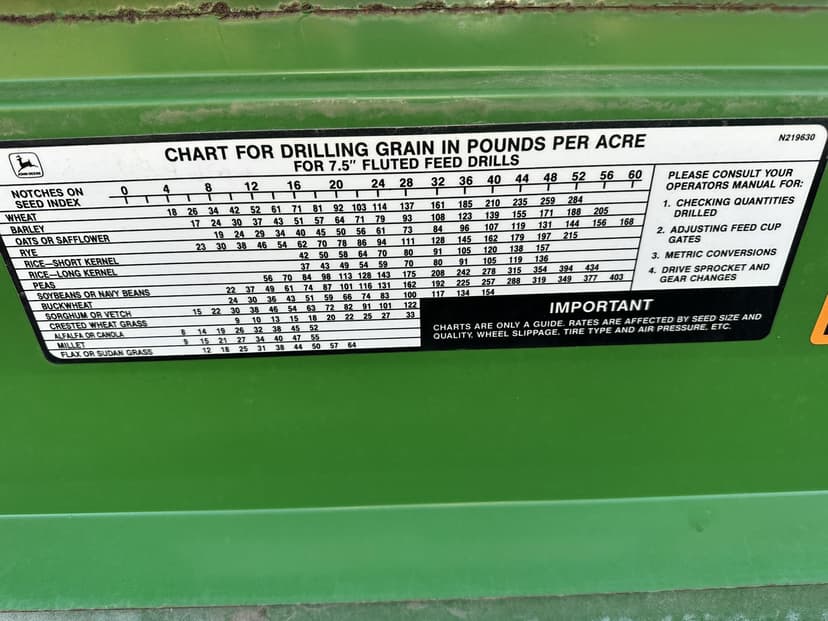 N219630
JOHN DEERE
CHART FOR DRILLING GRAIN IN POUNDS PER ACRE
FOR 7.5" FLUTED FEED DRILLS
NOTCHES ON
SEED INDEX
0 4 8 12 16 20 24 28 32 36 40 44 48 52 56 60
WHEAT 18 26 34 42 52 61 71 81 92 103 114 137 161 185 210 235 259 284
BARLEY 17 24 30 37 43 51 57 64 71 79 93 108 123 139 155 171 188 205
OATS OR SAFFLOWER 19 24 29 34 40 45 50 56 61 73 84 96 107 119 131 144 156 168
RYE 23 30 38 46 54 62 70 78 86 94 111 128 145 162 179 197 215
RICE-SHORT KERNEL 42 50 58 64 70 80 91 105 120 138 157
RICE-LONG KERNEL 37 43 49 54 59 70 80 91 105 119 136
PEAS 56 70 84 98 113 128 143 175 208 242 278 315 354 394 434
SOYBEANS OR NAVY BEANS 22 37 49 61 74 87 101 116 131 162 192 225 257 288 319 349 377 403
BUCKWHEAT 24 30 36 43 51 59 66 74 83 100 117 134 154
SORGHUM OR VETCH 15 22 30 38 46 54 63 72 82 91 101 122
CRESTED WHEAT GRASS 9 10 13 15 18 20 22 25 27 33
ALFALFA OR CANOLA 8 14 19 26 32 38 45 52
MILLET 9 15 21 27 34 40 47 55
FLAX OR SUDAN GRASS 12 18 25 31 38 44 50 57 64
PLEASE CONSULT YOUR
OPERATORS MANUAL FOR:
1. CHECKING QUANTITIES
DRILLED
2. ADJUSTING FEED CUP
GATES
3. METRIC CONVERSIONS
4. DRIVE SPROCKET AND
GEAR CHANGES
IMPORTANT
CHARTS ARE ONLY A GUIDE. RATES ARE AFFECTED BY SEED SIZE AND
QUALITY, WHEEL SLIPPAGE, TIRE TYPE AND AIR PRESSURE, ETC.